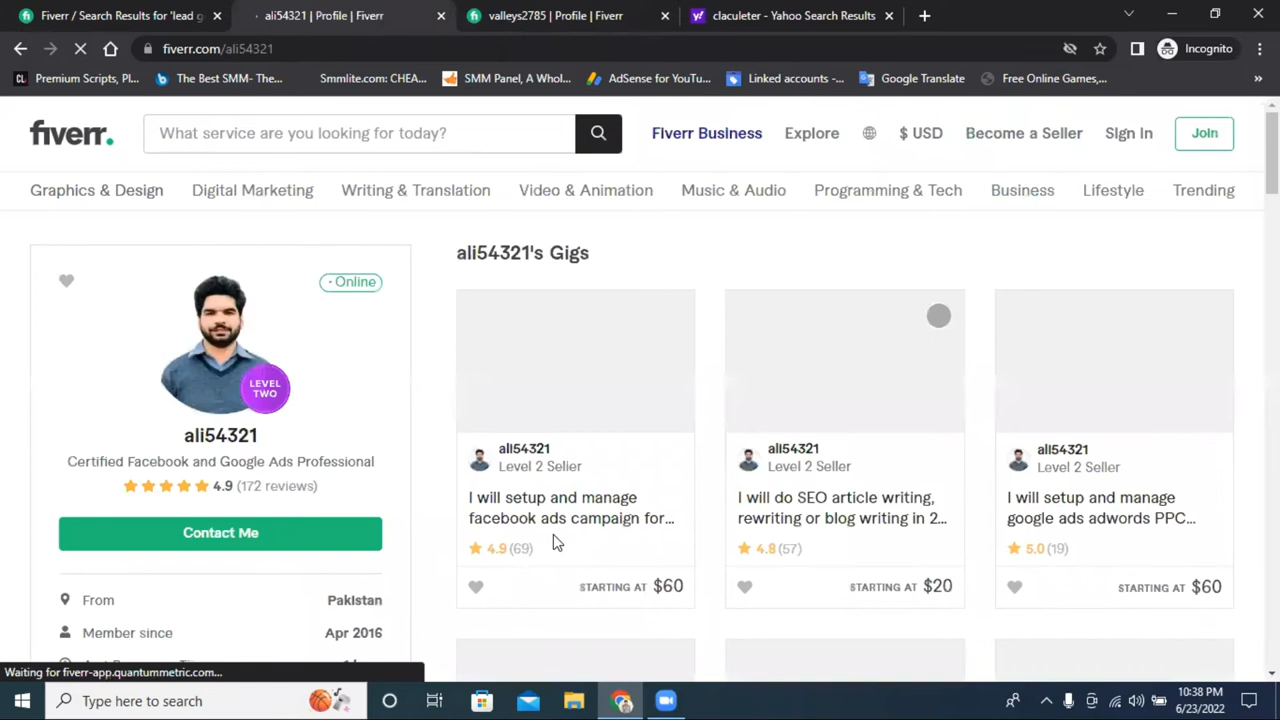 Fiverr / Search Results for 'lead g
ali54321 | Profile | Fiverr
valleys2785 | Profile | Fiverr
claculeter - Yahoo Search Results
fiverr.com/ali54321
Incognito
CL Premium Scripts, Pl...
The Best SMM- The...
Smmlite.com: CHEA...
SMM Panel, A Whol...
AdSense for YouTu...
Linked accounts -...
Google Translate
Free Online Games,...
fiverr.
What service are you looking for today?
Fiverr Business
Explore
$ USD
Become a Seller
Sign In
Join
Graphics & Design
Digital Marketing
Writing & Translation
Video & Animation
Music & Audio
Programming & Tech
Business
Lifestyle
Trending
· Online
LEVEL
TWO
ali54321
Certified Facebook and Google Ads Professional
4.9 (172 reviews)
Contact Me
From Pakistan
Member since Apr 2016
ali54321's Gigs
ali54321
Level 2 Seller
I will setup and manage
facebook ads campaign for...
4.9 (69)
STARTING AT $60
ali54321
Level 2 Seller
I will do SEO article writing,
rewriting or blog writing in 2...
4.8 (57)
STARTING AT $20
ali54321
Level 2 Seller
I will setup and manage
google ads adwords PPC...
5.0 (19)
STARTING AT $60
Waiting for fiverr-app.quantummetric.com...
Type here to search
10:38 PM
6/23/2022